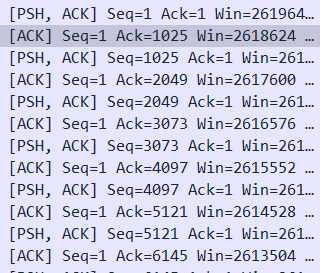 [PSH, ACK] Seq=1 Ack=1 Win=261964…
[ACK] Seq=1 Ack=1025 Win=2618624 …
[PSH, ACK] Seq=1025 Ack=1 Win=261…
[ACK] Seq=1 Ack=2049 Win=2617600 …
[PSH, ACK] Seq=2049 Ack=1 Win=261…
[ACK] Seq=1 Ack=3073 Win=2616576 …
[PSH, ACK] Seq=3073 Ack=1 Win=261…
[ACK] Seq=1 Ack=4097 Win=2615552 …
[PSH, ACK] Seq=4097 Ack=1 Win=261…
[ACK] Seq=1 Ack=5121 Win=2614528 …
[PSH, ACK] Seq=5121 Ack=1 Win=261…
[ACK] Seq=1 Ack=6145 Win=2613504 …